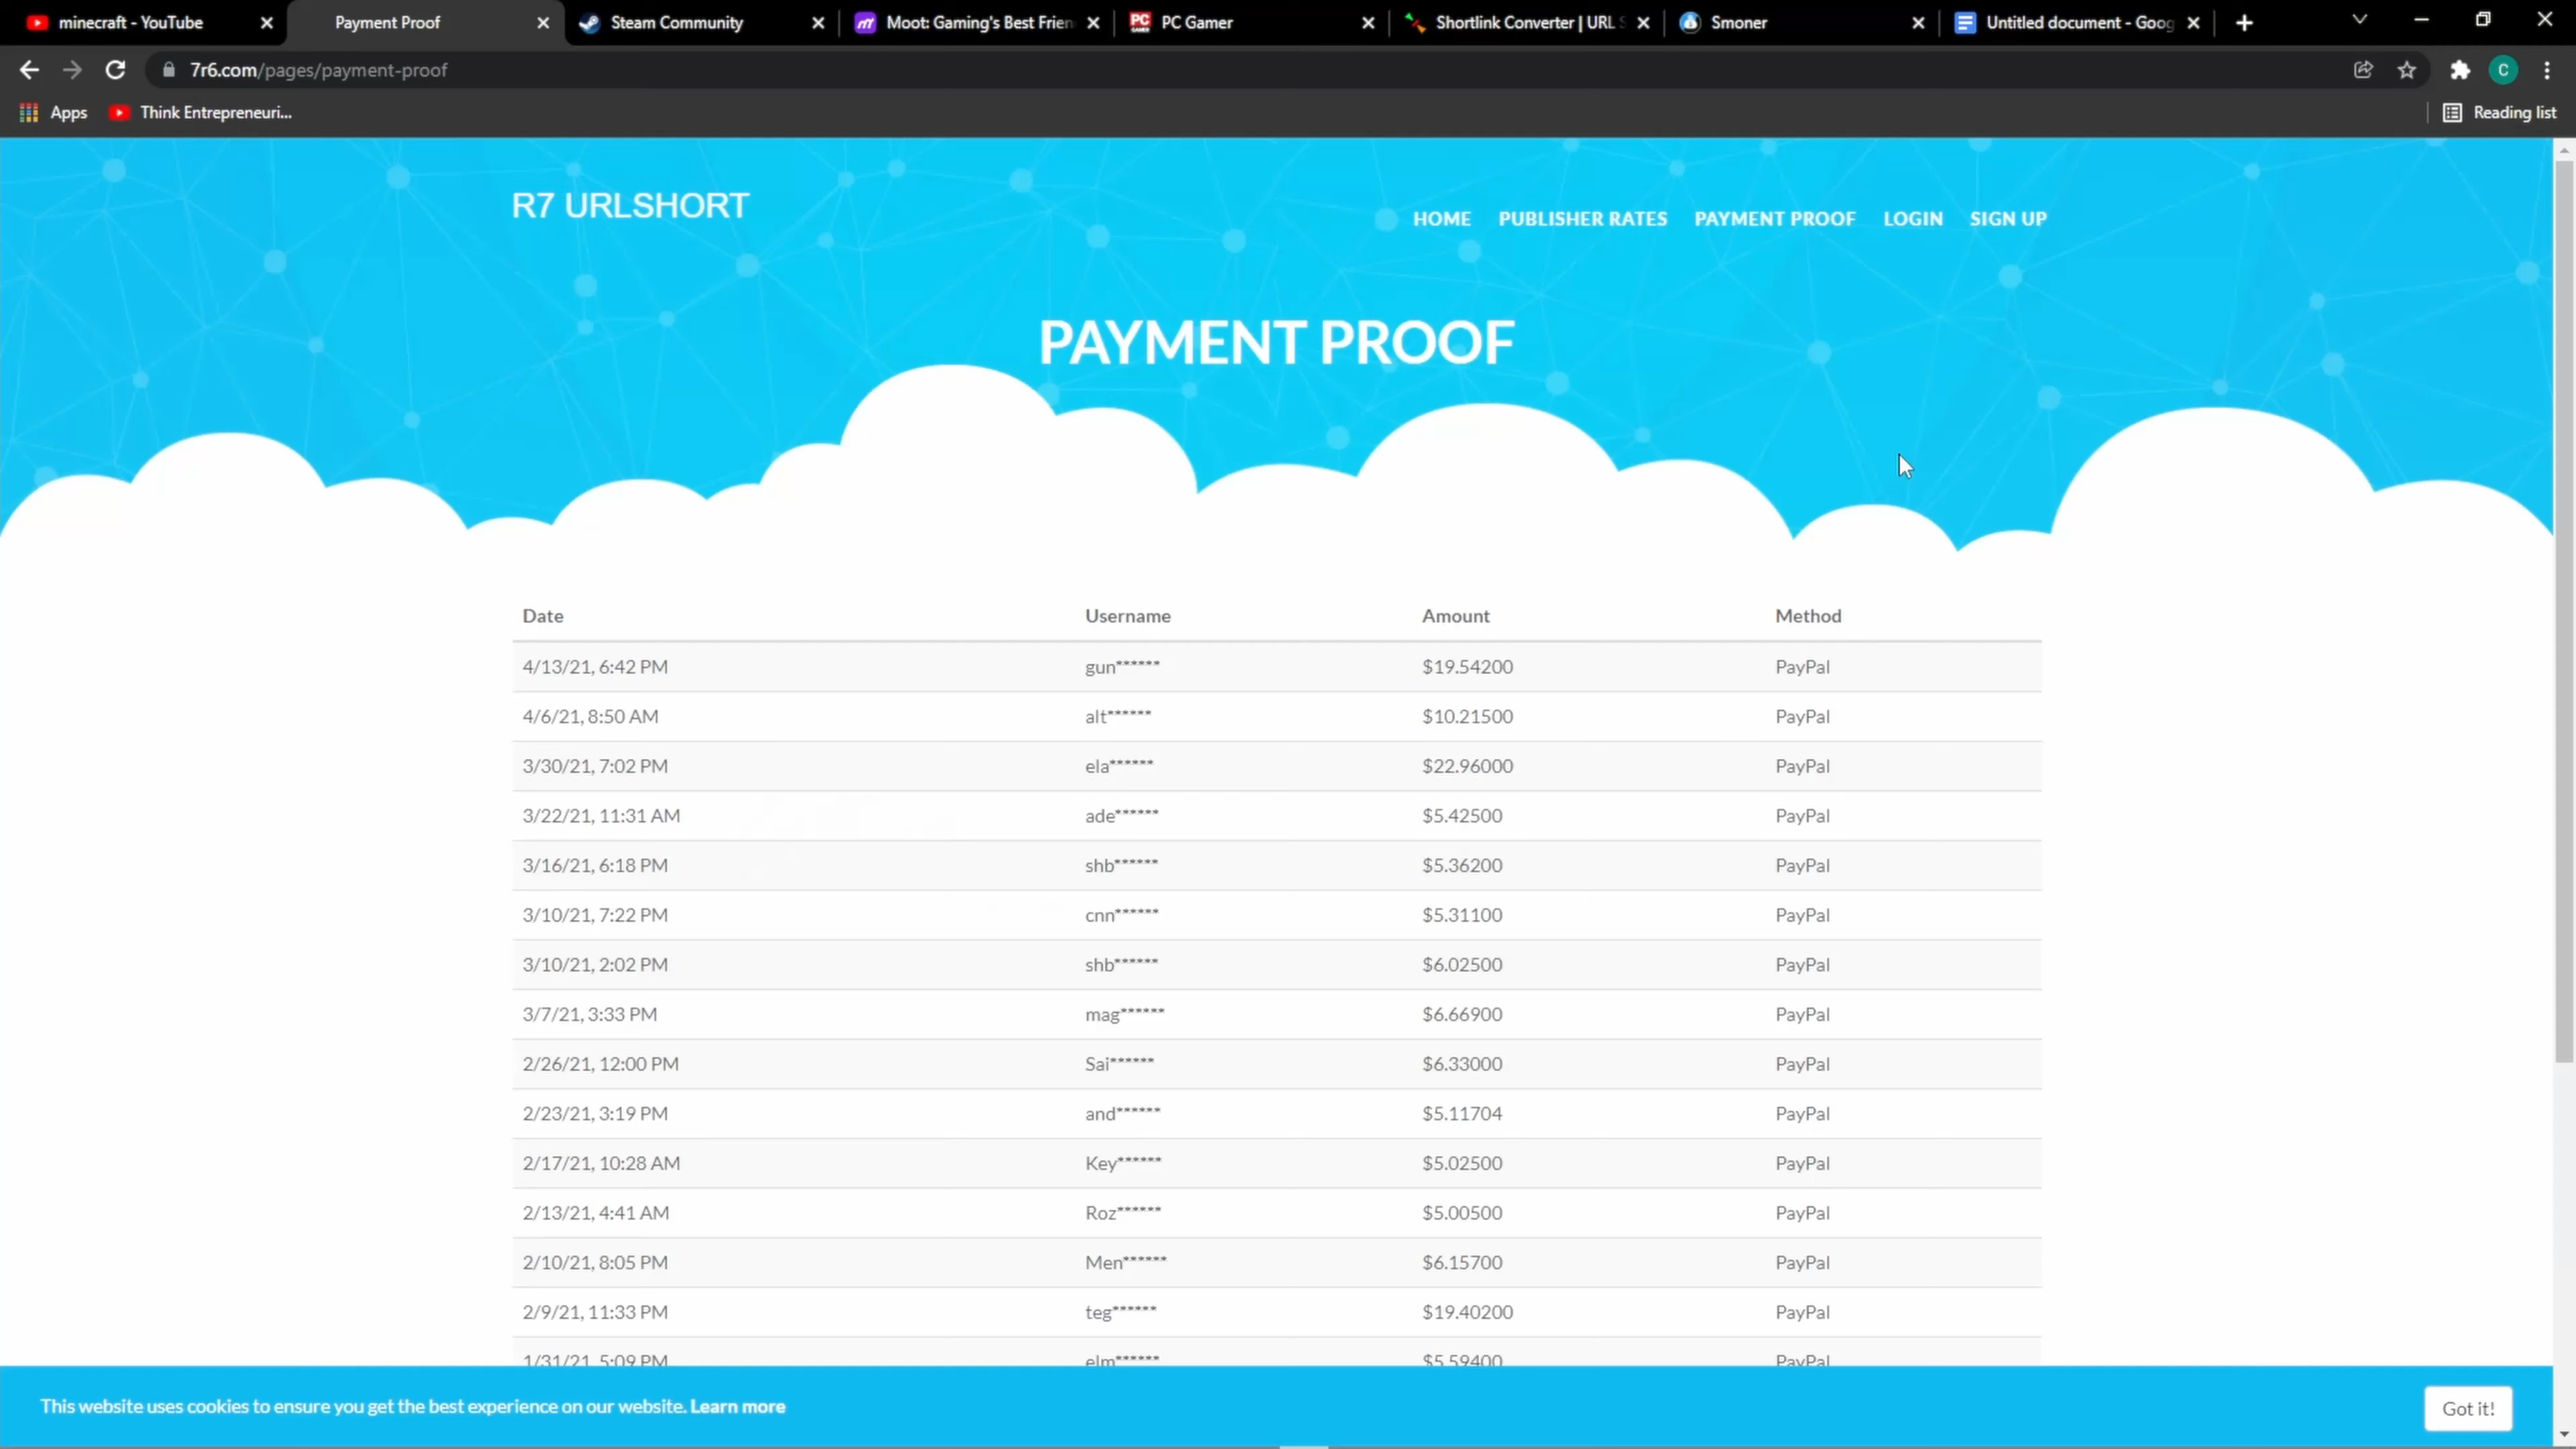 minecraft - YouTube Payment Proof Steam Community Moot: Gaming's Best Frien PC Gamer Shortlink Converter | URL S Smoner Untitled document - Goog
7r6.com/pages/payment-proof C
Apps Think Entrepreneuri... Reading list
R7 URLSHORT
HOME PUBLISHER RATES PAYMENT PROOF LOGIN SIGN UP
PAYMENT PROOF
Date Username Amount Method
4/13/21, 6:42 PM gun****** $19.54200 PayPal
4/6/21, 8:50 AM alt****** $10.21500 PayPal
3/30/21, 7:02 PM ela****** $22.96000 PayPal
3/22/21, 11:31 AM ade****** $5.42500 PayPal
3/16/21, 6:18 PM shb****** $5.36200 PayPal
3/10/21, 7:22 PM cnn****** $5.31100 PayPal
3/10/21, 2:02 PM shb****** $6.02500 PayPal
3/7/21, 3:33 PM mag****** $6.66900 PayPal
2/26/21, 12:00 PM Sai****** $6.33000 PayPal
2/23/21, 3:19 PM and****** $5.11704 PayPal
2/17/21, 10:28 AM Key****** $5.02500 PayPal
2/13/21, 4:41 AM Roz****** $5.00500 PayPal
2/10/21, 8:05 PM Men****** $6.15700 PayPal
2/9/21, 11:33 PM teg****** $19.40200 PayPal
1/31/21, 5:09 PM elm****** $5.59400 PayPal
This website uses cookies to ensure you get the best experience on our website. Learn more Got it!